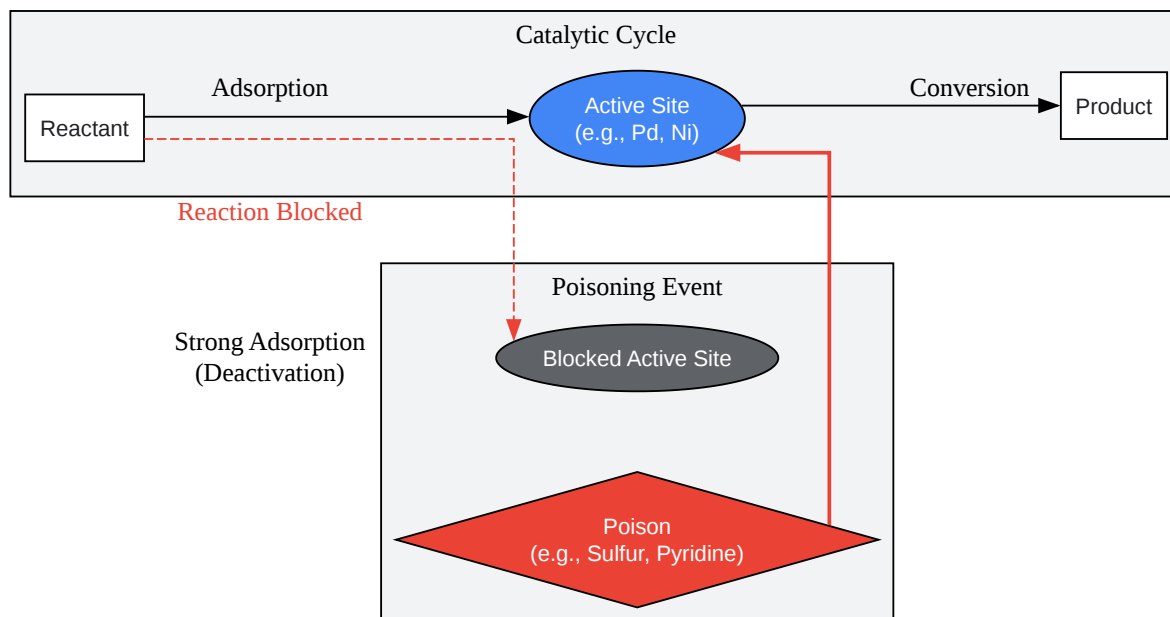 Catalytic Cycle
Adsorption
Conversion
Reactant
Active Site
(e.g., Pd, Ni)
Product
Reaction Blocked
Poisoning Event
Strong Adsorption
(Deactivation)
Blocked Active Site
Poison
(e.g., Sulfur, Pyridine)